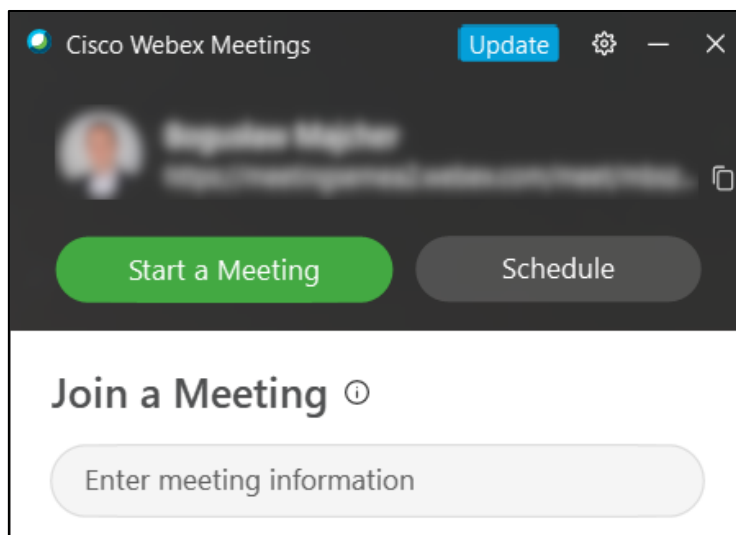 Cisco Webex Meetings Update
Start a Meeting Schedule
Join a Meeting
Enter meeting information